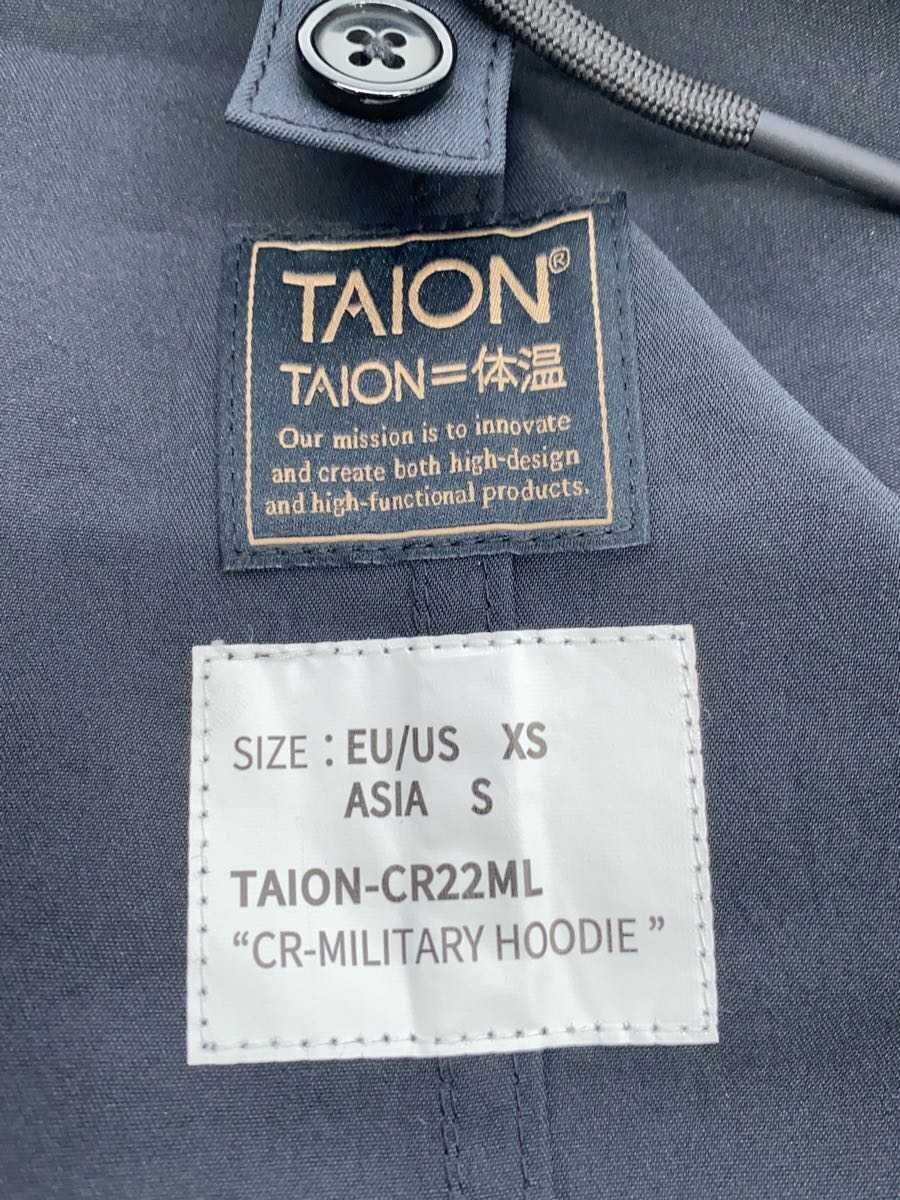 TAION®
TAION=体温
Our mission is to innovate
and create both high-design
and high-functional products.
SIZE : EU/US XS
ASIA S
TAION-CR22ML
“CR-MILITARY HOODIE”